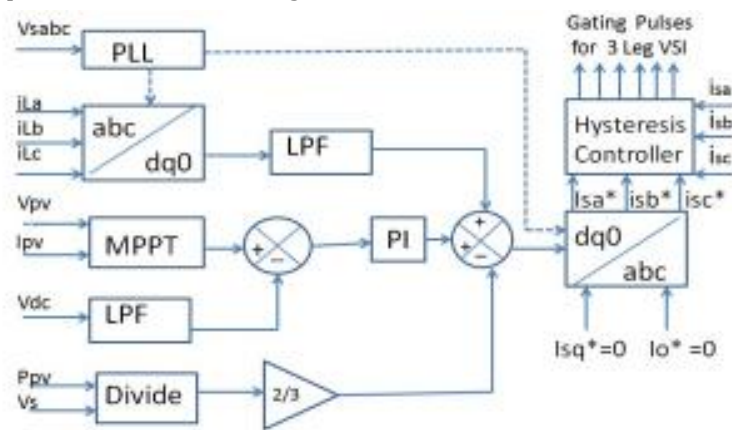 Vsabc
PLL
Gating Pulses
for 3 Leg VSI
iLa
iLb
iLc
abc
dq0
LPF
Hysteresis
Controller
isa
isb
isc
Isa* isb* isc*
Vpv
Ipv
MPPT
+
−
PI
+
+
−
dq0
abc
Vdc
LPF
Isq*=0 Io* =0
Ppv
Vs
Divide
2/3